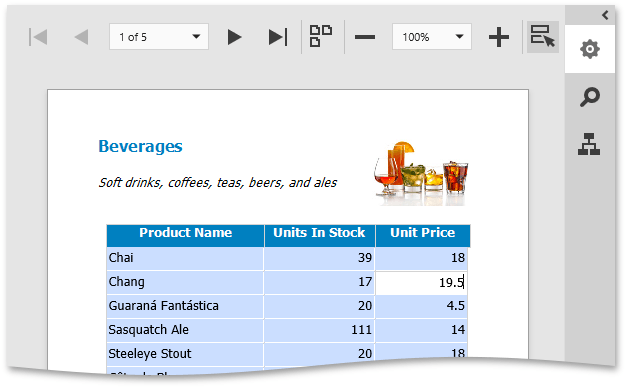 1 of 5
100%
Beverages
Soft drinks, coffees, teas, beers, and ales
Product Name Units In Stock Unit Price
Chai 39 18
Chang 17 19.5
Guaraná Fantástica 20 4.5
Sasquatch Ale 111 14
Steeleye Stout 20 18